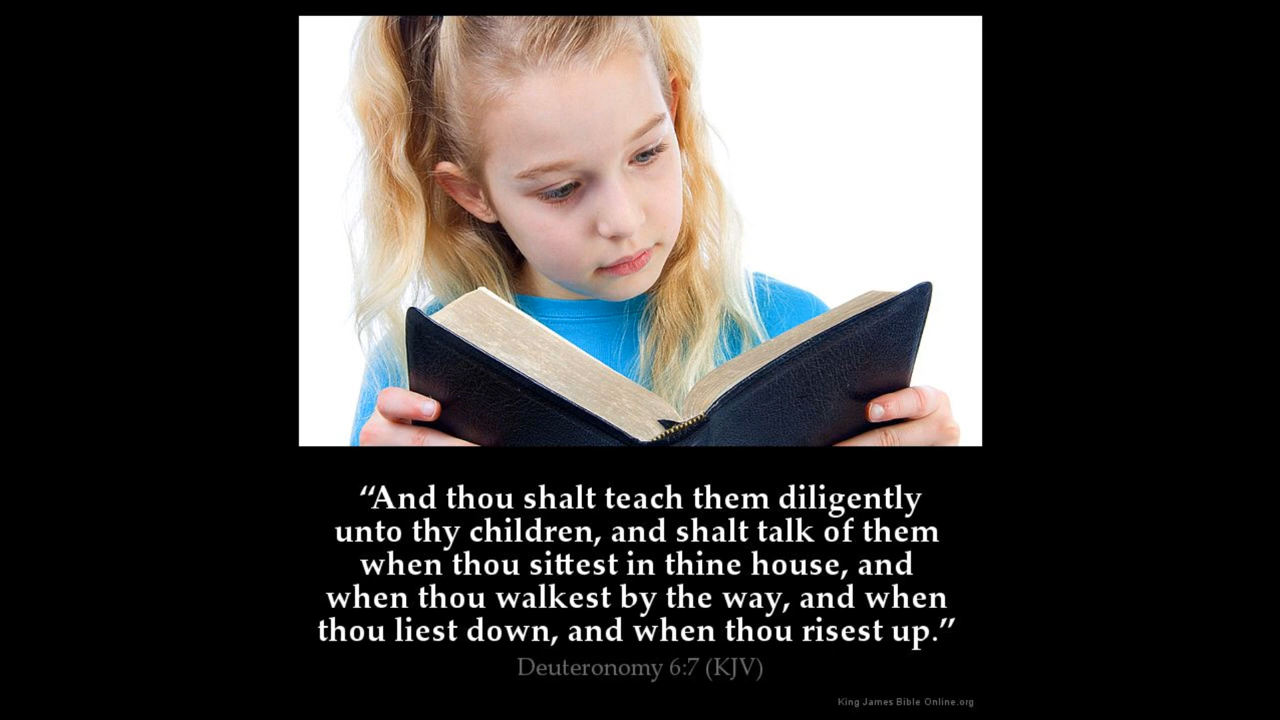 “And thou shalt teach them diligently
unto thy children, and shalt talk of them
when thou sittest in thine house, and
when thou walkest by the way, and when
thou liest down, and when thou risest up.”
Deuteronomy 6:7 (KJV)
King James Bible Online.org